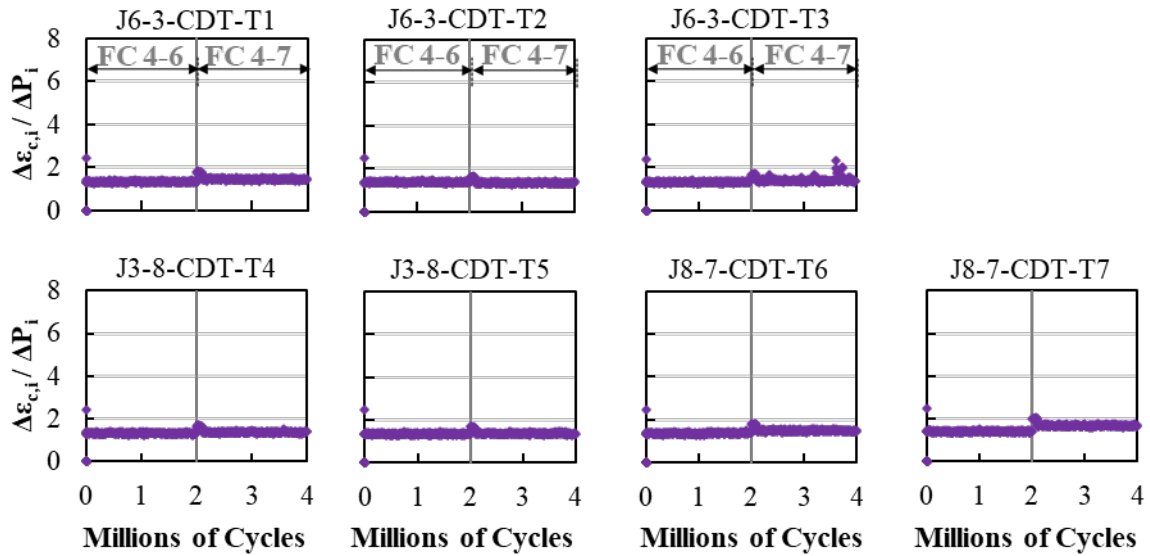 J6-3-CDT-T1 J6-3-CDT-T2 J6-3-CDT-T3
8
FC 4-6 FC 4-7 FC 4-6 FC 4-7 FC 4-6 FC 4-7
6
4
2
0
Δεc,i / ΔPi
J3-8-CDT-T4 J3-8-CDT-T5 J8-7-CDT-T6 J8-7-CDT-T7
8
6
4
2
0
Δεc,i / ΔPi
0 1 2 3 4 0 1 2 3 4 0 1 2 3 4 0 1 2 3 4
Millions of Cycles Millions of Cycles Millions of Cycles Millions of Cycles